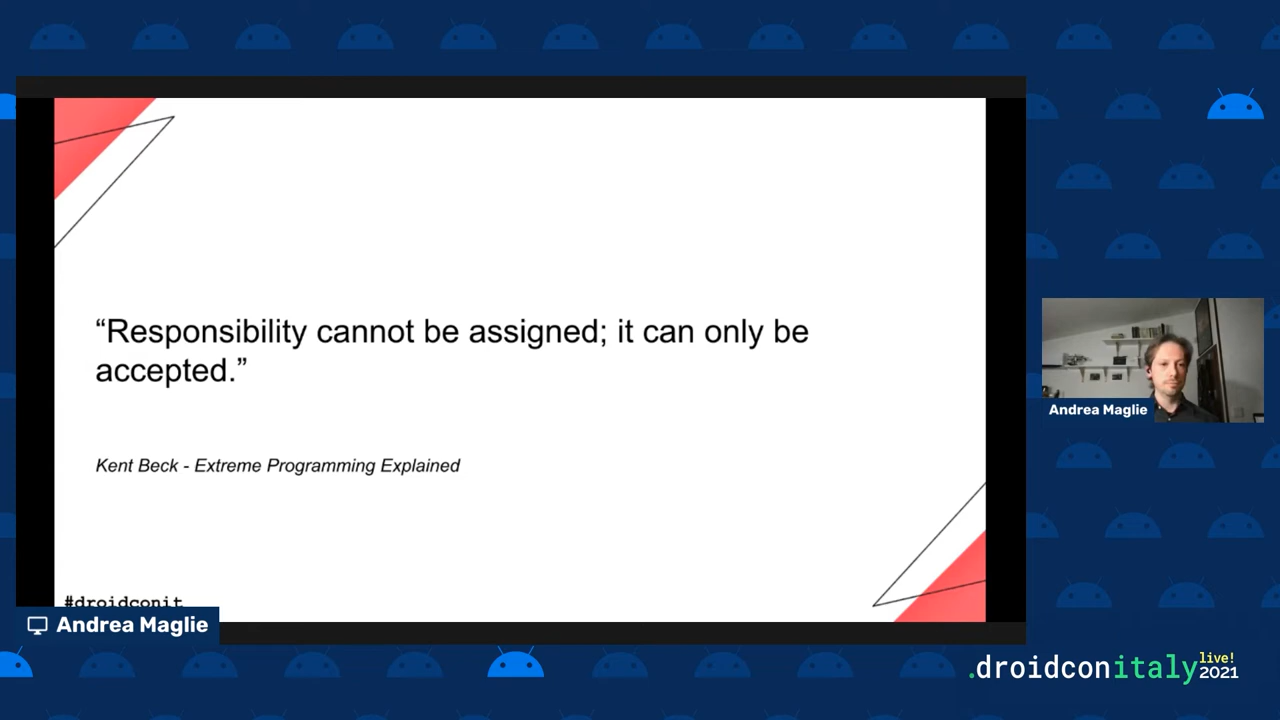 “Responsibility cannot be assigned; it can only be
accepted.”
Kent Beck - Extreme Programming Explained
#droidconit
Andrea Maglie
Andrea Maglie
.droidconitaly live! 2021